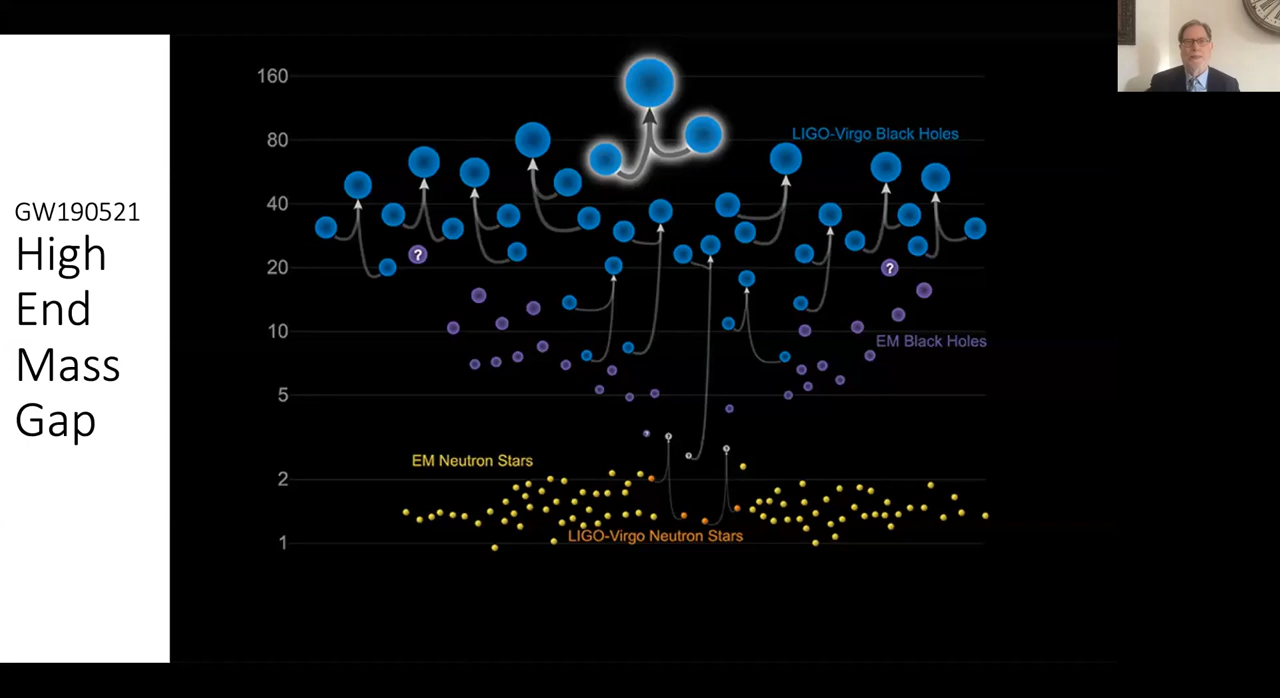 GW190521
High
End
Mass
Gap
160
80
40
20
10
5
2
1
LIGO-Virgo Black Holes
?
?
EM Black Holes
EM Neutron Stars
LIGO-Virgo Neutron Stars